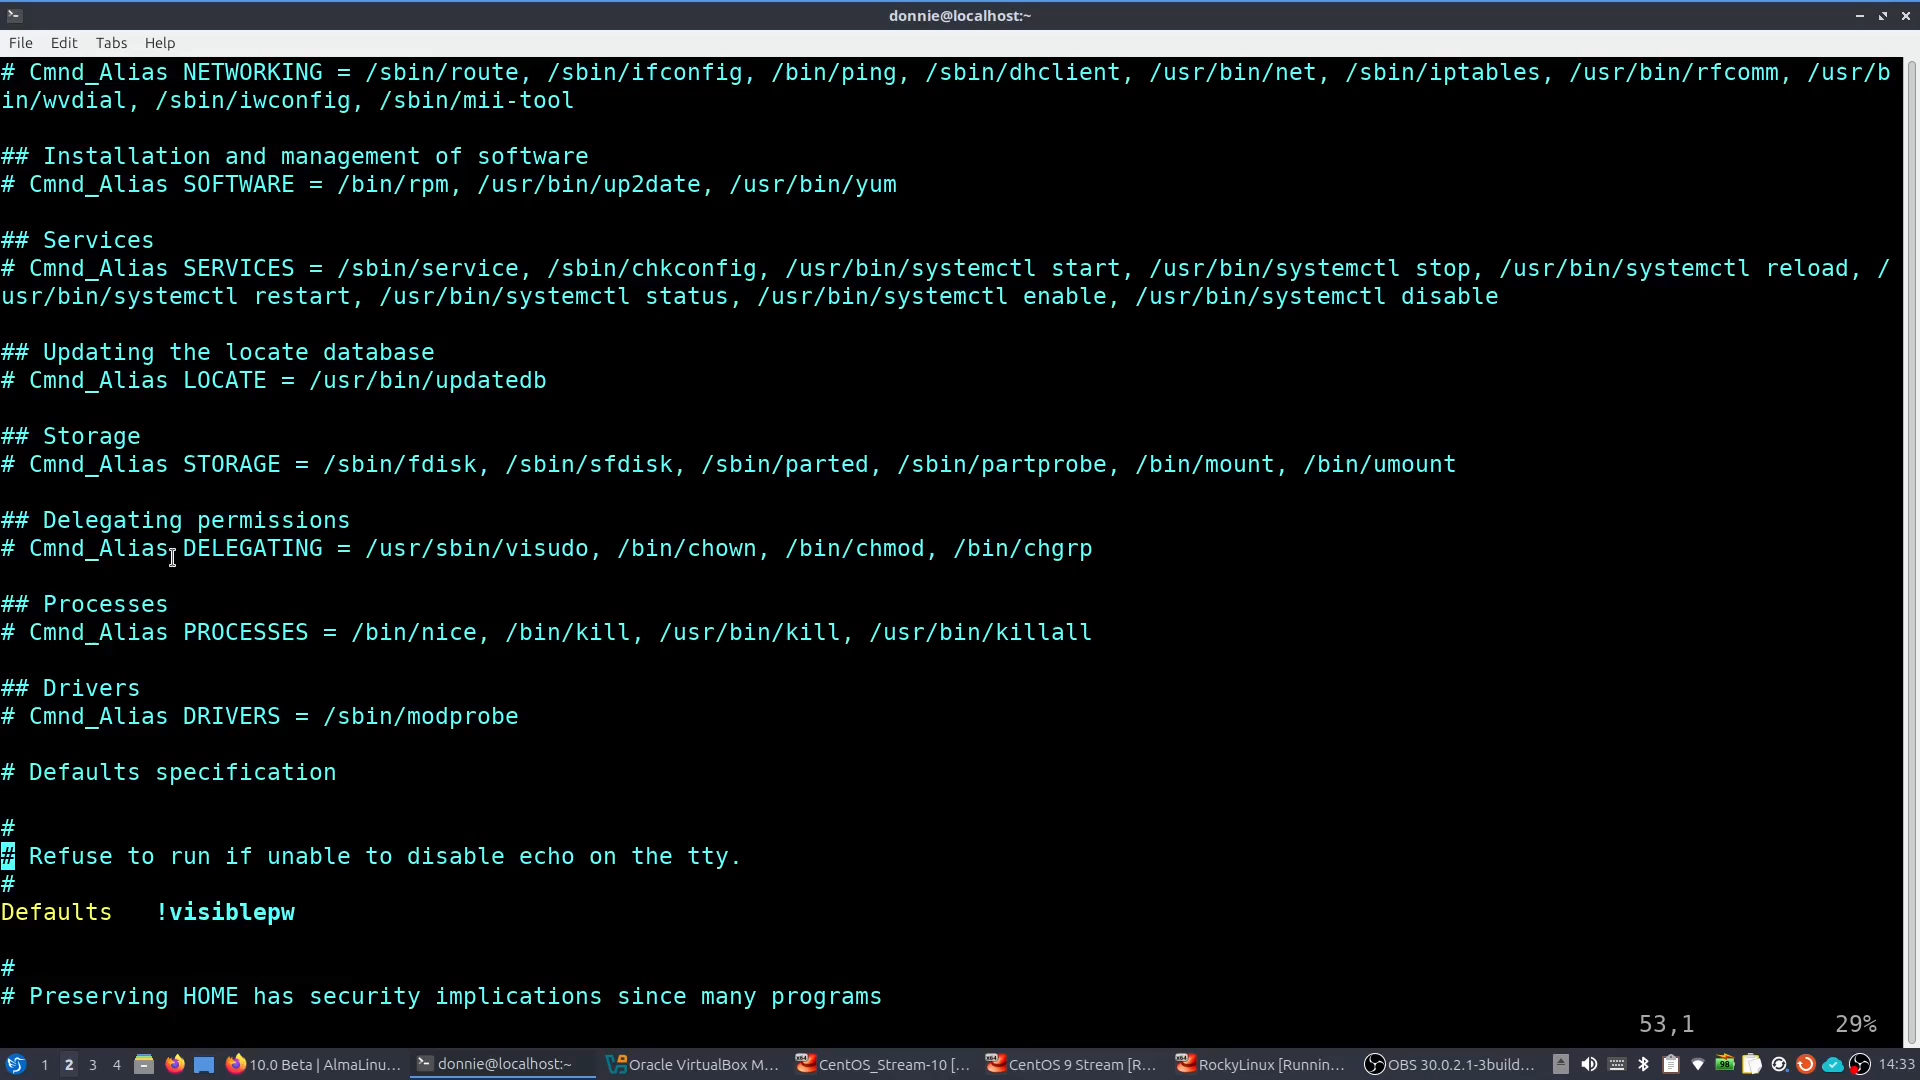 donnie@localhost:~
File Edit Tabs Help
# Cmnd_Alias NETWORKING = /sbin/route, /sbin/ifconfig, /bin/ping, /sbin/dhclient, /usr/bin/net, /sbin/iptables, /usr/bin/rfcomm, /usr/b
in/wvdial, /sbin/iwconfig, /sbin/mii-tool
## Installation and management of software
# Cmnd_Alias SOFTWARE = /bin/rpm, /usr/bin/up2date, /usr/bin/yum
## Services
# Cmnd_Alias SERVICES = /sbin/service, /sbin/chkconfig, /usr/bin/systemctl start, /usr/bin/systemctl stop, /usr/bin/systemctl reload, /
usr/bin/systemctl restart, /usr/bin/systemctl status, /usr/bin/systemctl enable, /usr/bin/systemctl disable
## Updating the locate database
# Cmnd_Alias LOCATE = /usr/bin/updatedb
## Storage
# Cmnd_Alias STORAGE = /sbin/fdisk, /sbin/sfdisk, /sbin/parted, /sbin/partprobe, /bin/mount, /bin/umount
## Delegating permissions
# Cmnd_Alias DELEGATING = /usr/sbin/visudo, /bin/chown, /bin/chmod, /bin/chgrp
## Processes
# Cmnd_Alias PROCESSES = /bin/nice, /bin/kill, /usr/bin/kill, /usr/bin/killall
## Drivers
# Cmnd_Alias DRIVERS = /sbin/modprobe
# Defaults specification
#
# Refuse to run if unable to disable echo on the tty.
#
Defaults   !visiblepw
#
# Preserving HOME has security implications since many programs
53,1 29%
1 2 3 4 10.0 Beta | AlmaLinu... donnie@localhost:~ Oracle VirtualBox M... CentOS_Stream-10 [... CentOS 9 Stream [R... RockyLinux [Runnin... OBS 30.0.2.1-3build... 98 14:33